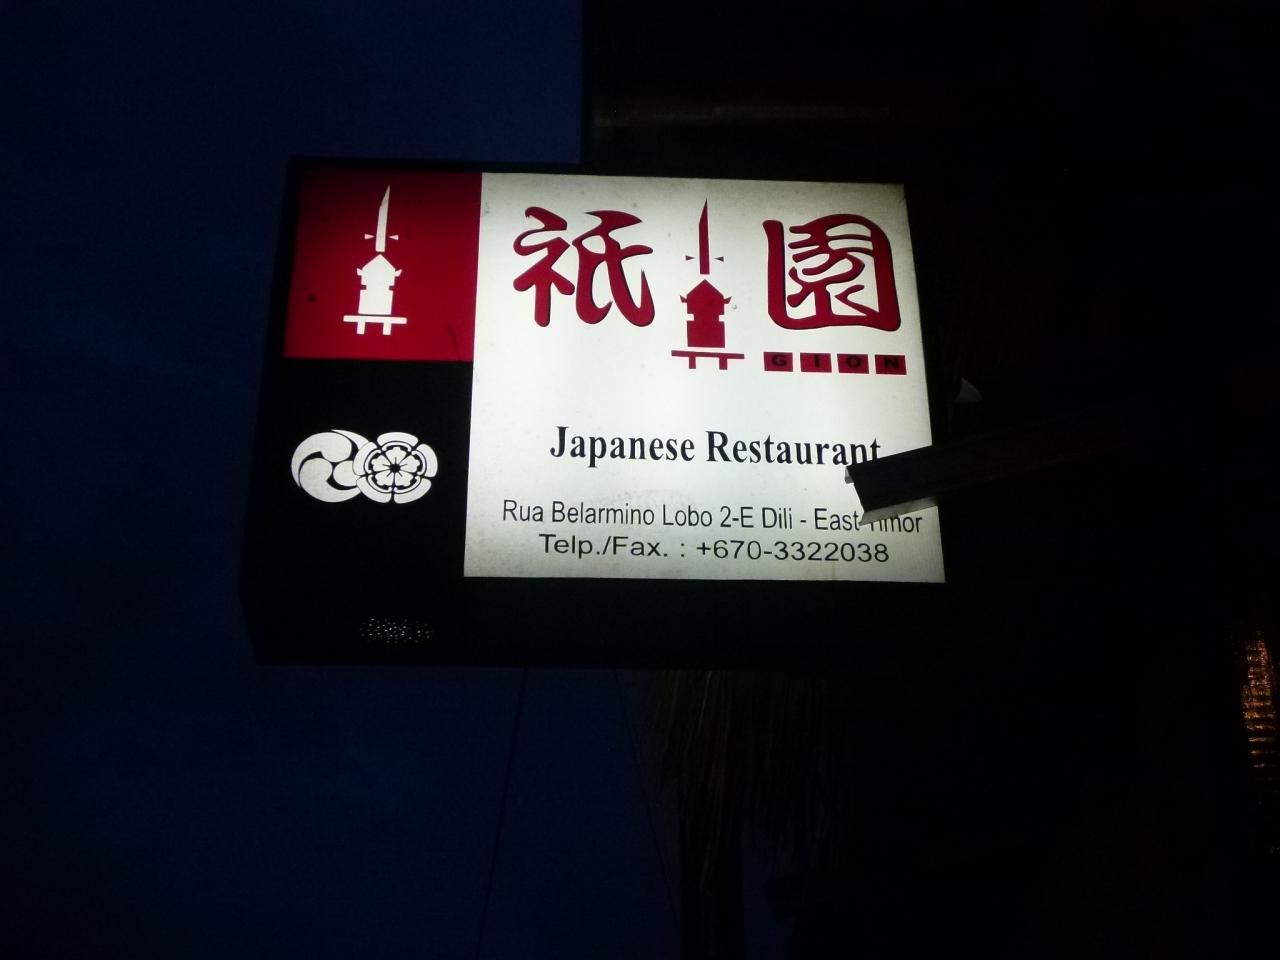 祇園
GION
Japanese Restaurant
Rua Belarmino Lobo 2-E Dili - East Timor
Telp./Fax. : +670-3322038